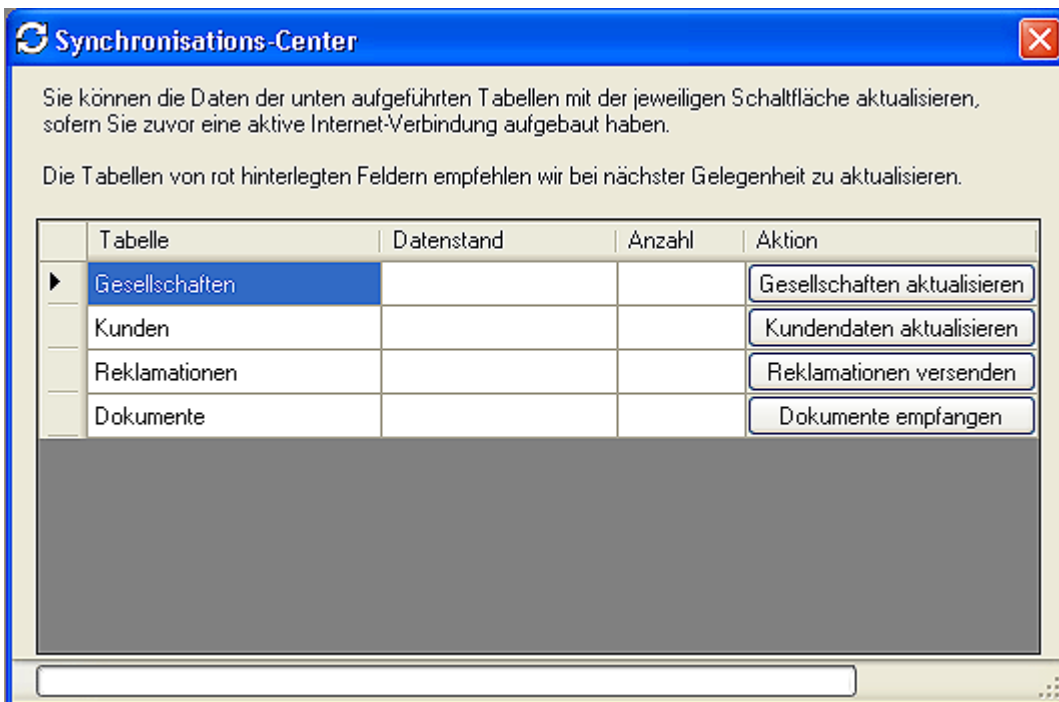 Synchronisations-Center
Sie können die Daten der unten aufgeführten Tabellen mit der jeweiligen Schaltfläche aktualisieren,
sofern Sie zuvor eine aktive Internet-Verbindung aufgebaut haben.
Die Tabellen von rot hinterlegten Feldern empfehlen wir bei nächster Gelegenheit zu aktualisieren.
Tabelle Datenstand Anzahl Aktion
Gesellschaften Gesellschaften aktualisieren
Kunden Kundendaten aktualisieren
Reklamationen Reklamationen versenden
Dokumente Dokumente empfangen